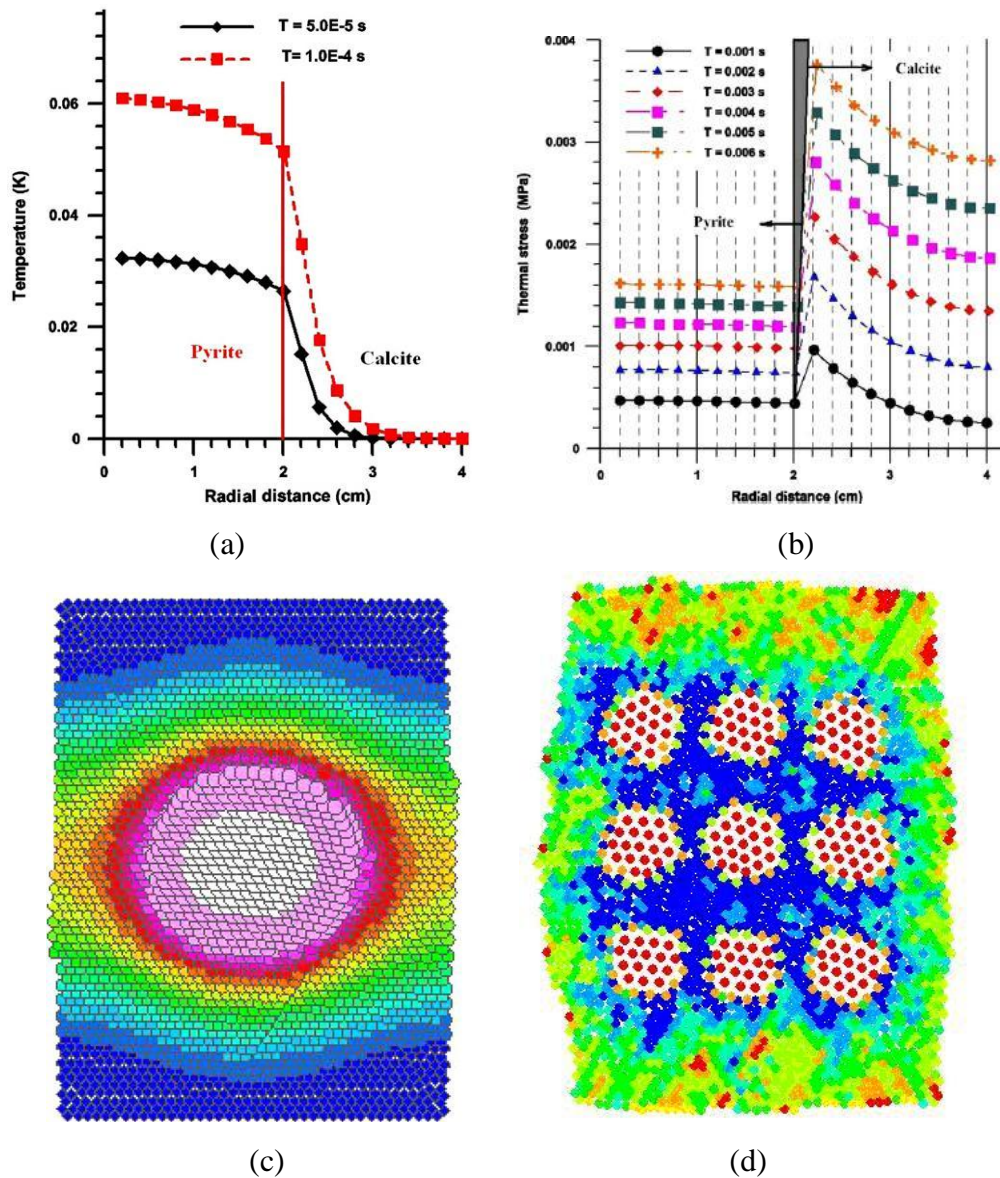 T = 5.0E-5 s
T= 1.0E-4 s
0.06
0.04
0.02
0
Temperature (K)
Pyrite
Calcite
0 1 2 3 4
Radial distance (cm)
(a)
0.004
0.003
0.002
0.001
0
Thermal stress (MPa)
T = 0.001 s
T = 0.002 s
T = 0.003 s
T = 0.004 s
T = 0.005 s
T = 0.006 s
Calcite
Pyrite
0 1 2 3 4
Radial distance (cm)
(b)
(c)
(d)